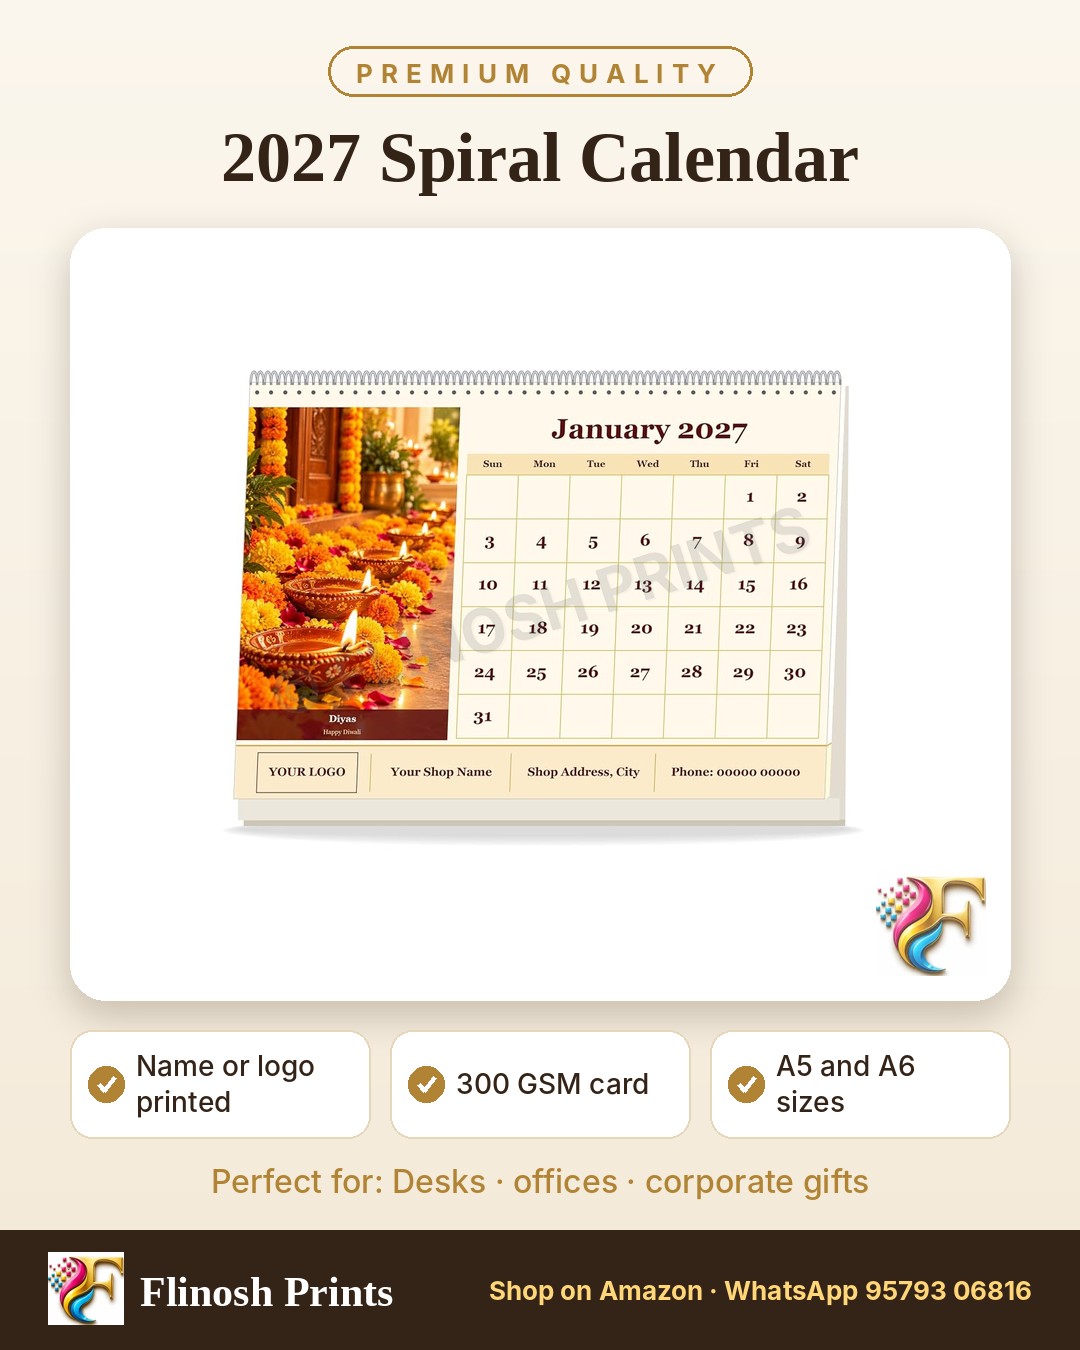 PREMIUM QUALITY
2027 Spiral Calendar
January 2027
Sun Mon Tue Wed Thu Fri Sat
1 2
3 4 5 6 7 8 9
10 11 12 13 14 15 16
17 18 19 20 21 22 23
24 25 26 27 28 29 30
31
NOSH PRINTS
Diyas
Happy Diwali
YOUR LOGO Your Shop Name Shop Address, City Phone: 00000 00000
F
Name or logo printed
300 GSM card
A5 and A6 sizes
Perfect for: Desks · offices · corporate gifts
F
Flinosh Prints
Shop on Amazon · WhatsApp 95793 06816